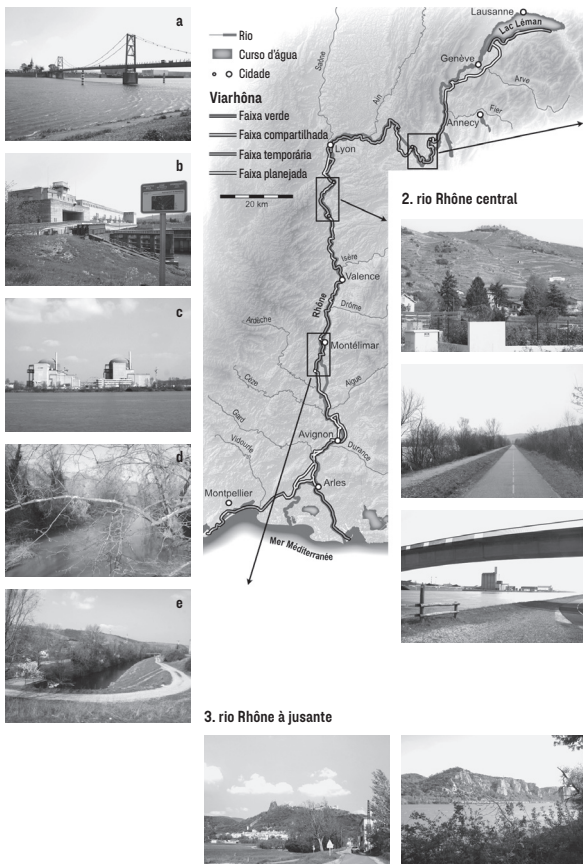 a
b
c
d
e
Rio
Curso d'água
Cidade
Viarhôna
Faixa verde
Faixa compartilhada
Faixa temporária
Faixa planejada
20 km
Lausanne
Lac Léman
Genève
Arve
Fier
Annecy
Saône
Ain
Lyon
Isère
Valence
Rhône
Drôme
Ardèche
Montélimar
Cèze
Aigue
Gard
Avignon
Vidourle
Durance
Montpellier
Arles
Mer Méditerranée
2. rio Rhône central
3. rio Rhône à jusante